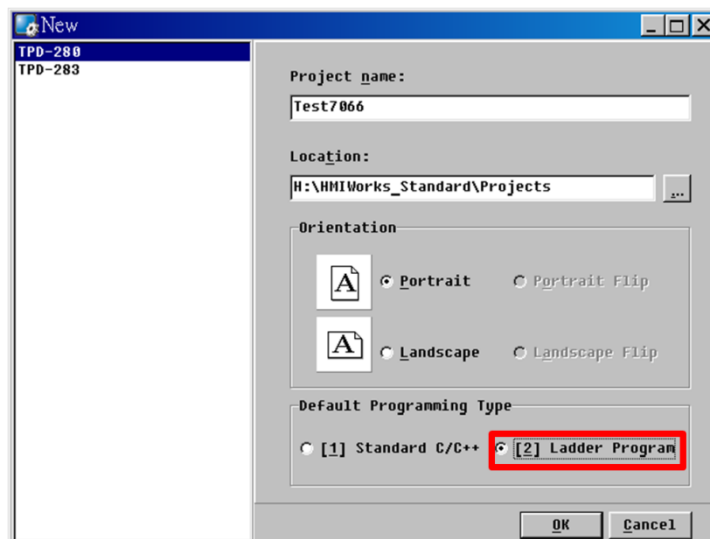 New
TPD-280
TPD-283
Project name:
Test7066
Location:
H:\HMIWorks_Standard\Projects
...
Orientation
A
Portrait
Portrait Flip
A
Landscape
Landscape Flip
Default Programming Type
[1] Standard C/C++
[2] Ladder Program
OK
Cancel